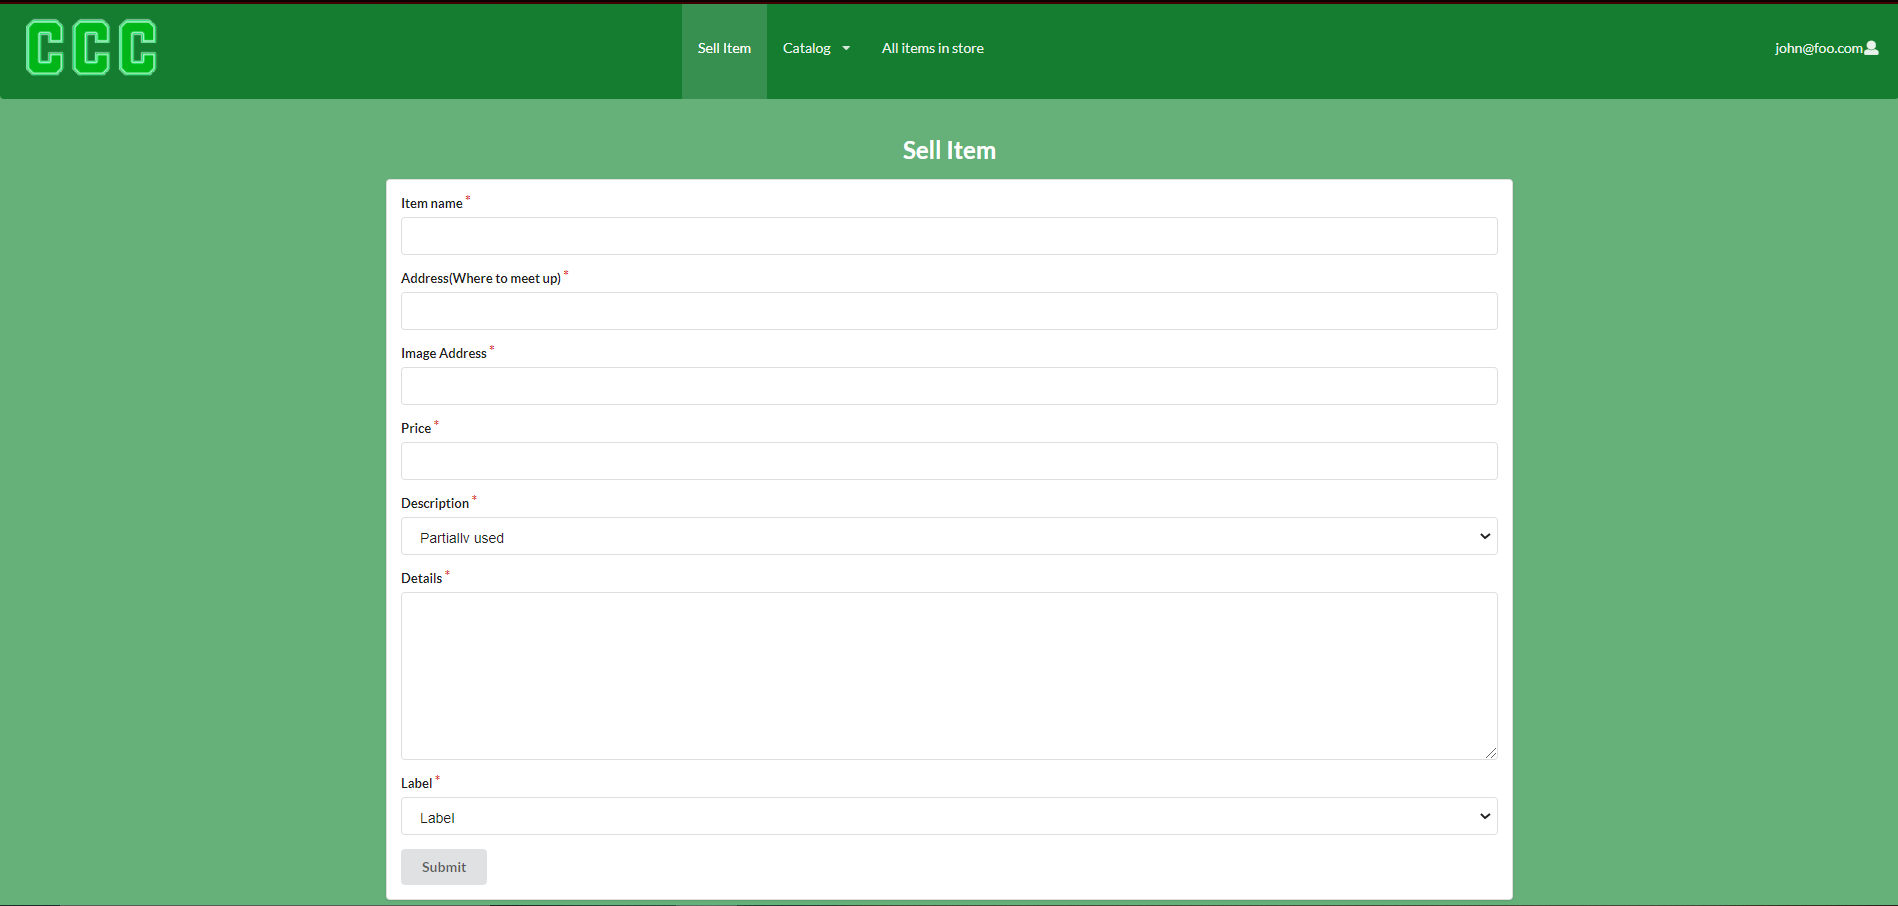 CCC
Sell Item
Catalog
All items in store
john@foo.com
Sell Item
Item name *
Address(Where to meet up) *
Image Address *
Price *
Description *
Partially used
Details *
Label *
Label
Submit